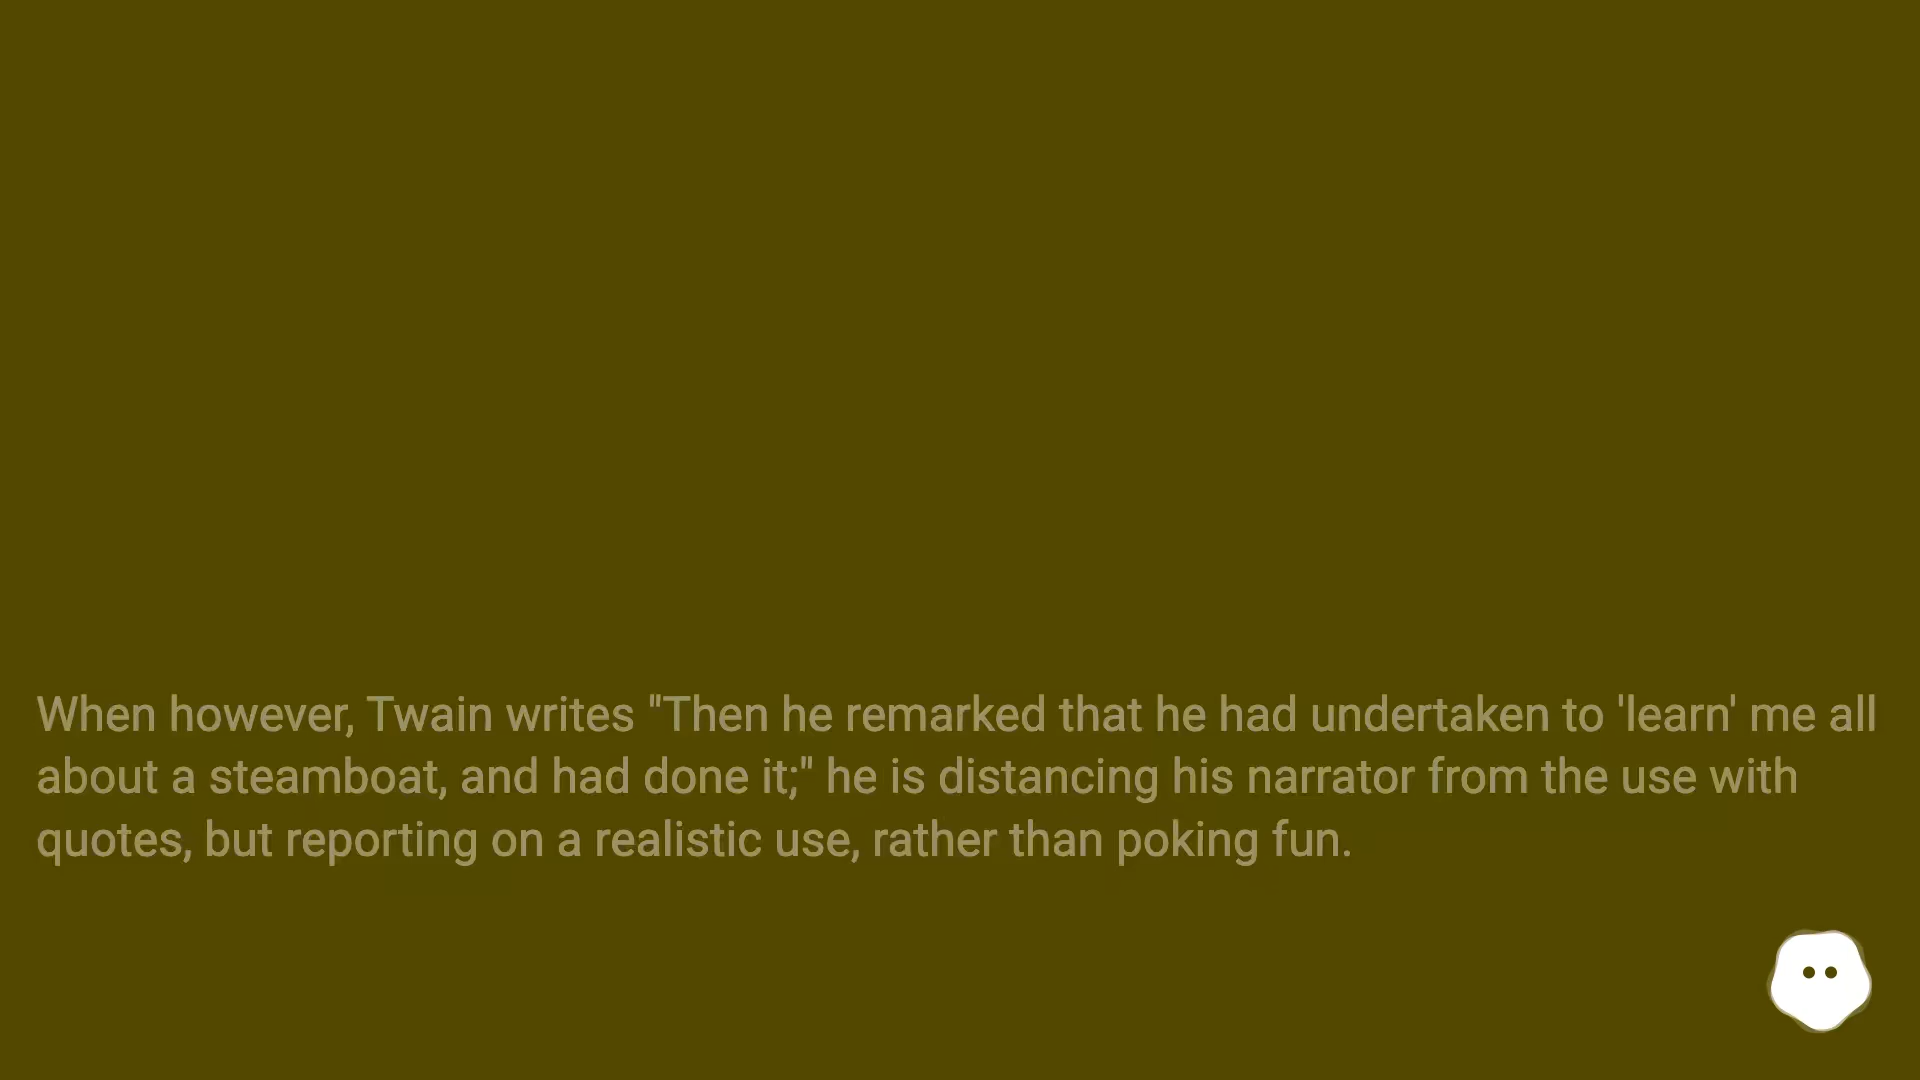 When however, Twain writes "Then he remarked that he had undertaken to 'learn' me all
about a steamboat, and had done it;" he is distancing his narrator from the use with
quotes, but reporting on a realistic use, rather than poking fun.